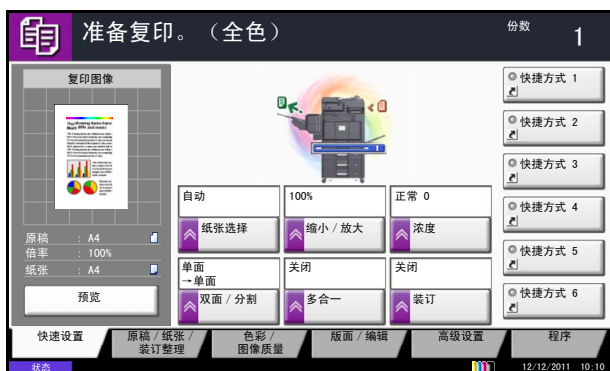 准备复印。（全色）
份数 1
复印图像
原稿 : A4
倍率 : 100%
纸张 : A4
预览
1
自动
纸张选择
100%
缩小 / 放大
正常 0
浓度
单面
→单面
双面 / 分割
关闭
多合一
关闭
装订
快捷方式 1
快捷方式 2
快捷方式 3
快捷方式 4
快捷方式 5
快捷方式 6
快速设置
原稿 / 纸张 /
装订整理
色彩 /
图像质量
版面 / 编辑
高级设置
程序
状态
12/12/2011 10:10